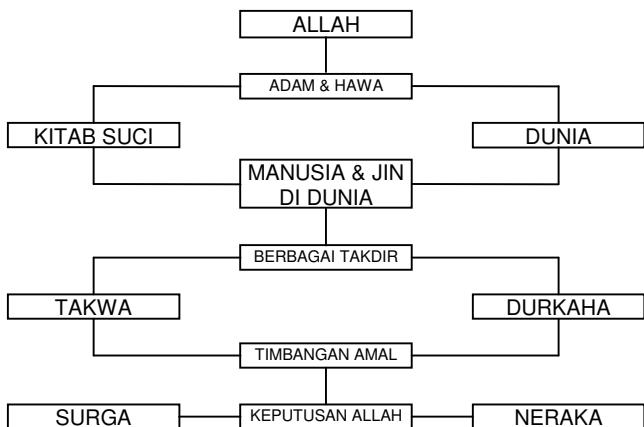 ALLAH
ADAM & HAWA
KITAB SUCI
DUNIA
MANUSIA & JIN
DI DUNIA
BERBAGAI TAKDIR
TAKWA
DURKAHA
TIMBANGAN AMAL
SURGA
KEPUTUSAN ALLAH
NERAKA